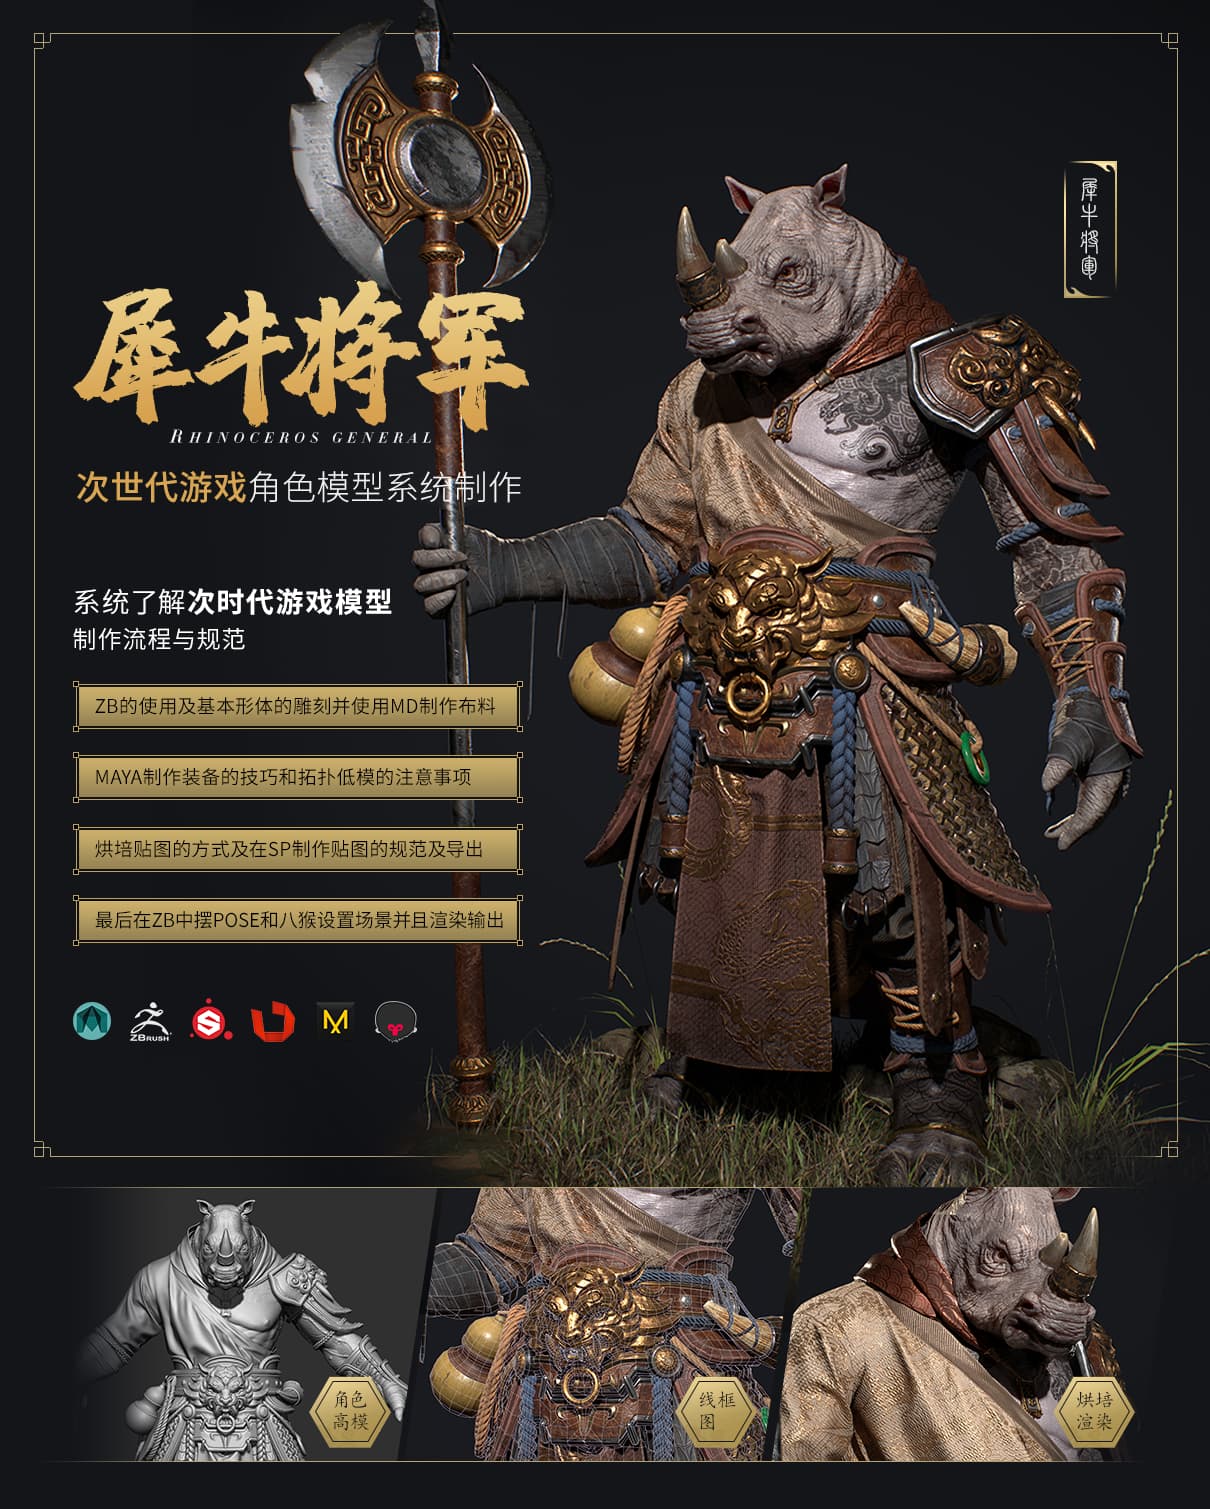 犀牛將軍
犀牛将军
RHINOCEROS GENERAL
次世代游戏角色模型系统制作
系统了解次时代游戏模型
制作流程与规范
ZB的使用及基本形体的雕刻并使用MD制作布料
MAYA制作装备的技巧和拓扑低模的注意事项
烘培贴图的方式及在SP制作贴图的规范及导出
最后在ZB中摆POSE和八猴设置场景并且渲染输出
ZBRUSH
角色
高模
线框
图
烘培
渲染